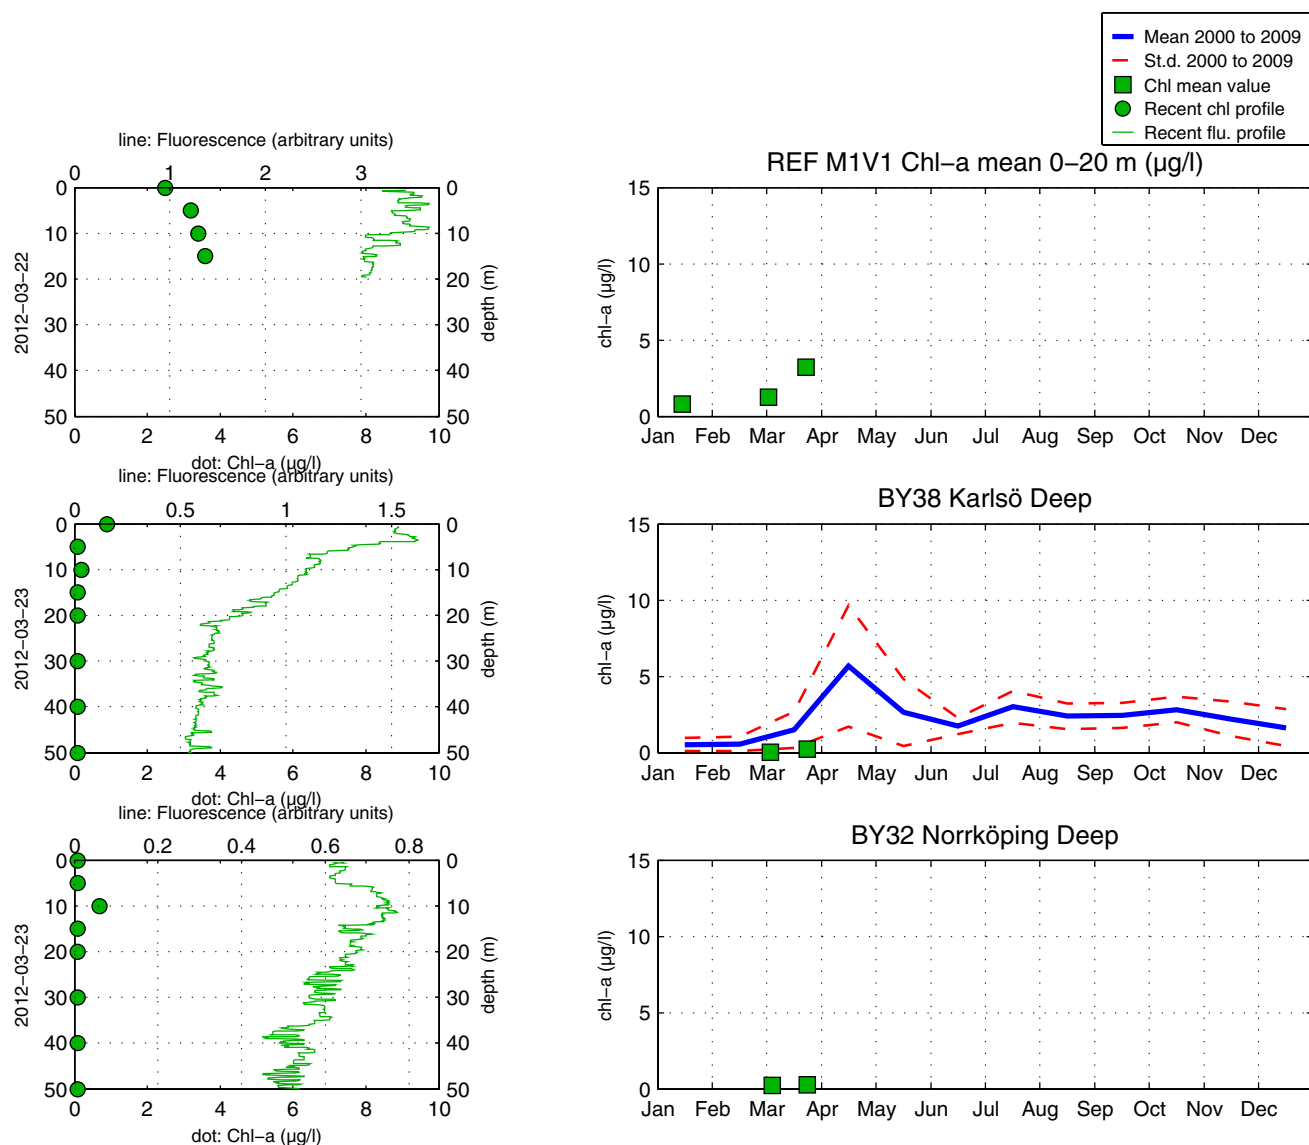 Mean 2000 to 2009
St.d. 2000 to 2009
Chl mean value
Recent chl profile
Recent flu. profile
line: Fluorescence (arbitrary units)
0 1 2 3
0 10 20 30 40 50
2012–03–22
0 10 20 30 40 50
depth (m)
0 2 4 6 8 10
dot: Chl–a (µg/l)
REF M1V1 Chl–a mean 0–20 m (µg/l)
15 10 5 0
chl–a (µg/l)
Jan Feb Mar Apr May Jun Jul Aug Sep Oct Nov Dec
line: Fluorescence (arbitrary units)
0 0.5 1 1.5
0 10 20 30 40 50
2012–03–23
0 10 20 30 40 50
depth (m)
0 2 4 6 8 10
dot: Chl–a (µg/l)
BY38 Karlsö Deep
15 10 5 0
chl–a (µg/l)
Jan Feb Mar Apr May Jun Jul Aug Sep Oct Nov Dec
line: Fluorescence (arbitrary units)
0 0.2 0.4 0.6 0.8
0 10 20 30 40 50
2012–03–23
0 10 20 30 40 50
depth (m)
0 2 4 6 8 10
dot: Chl–a (µg/l)
BY32 Norrköping Deep
15 10 5 0
chl–a (µg/l)
Jan Feb Mar Apr May Jun Jul Aug Sep Oct Nov Dec